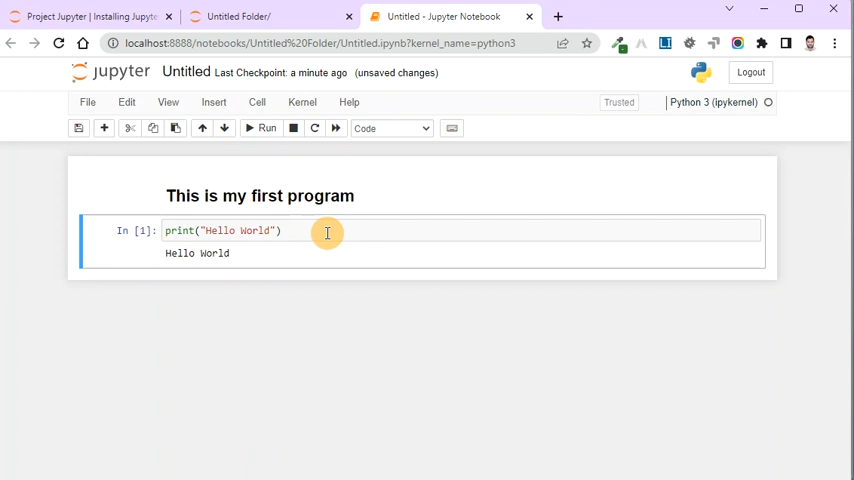 Project Jupyter | Installing Jupyte
Untitled Folder/
Untitled - Jupyter Notebook
localhost:8888/notebooks/Untitled%20Folder/Untitled.ipynb?kernel_name=python3
jupyter Untitled Last Checkpoint: a minute ago (unsaved changes)
Logout
File Edit View Insert Cell Kernel Help
Trusted
Python 3 (ipykernel)
Run
Code
This is my first program
In [1]: print("Hello World")
Hello World